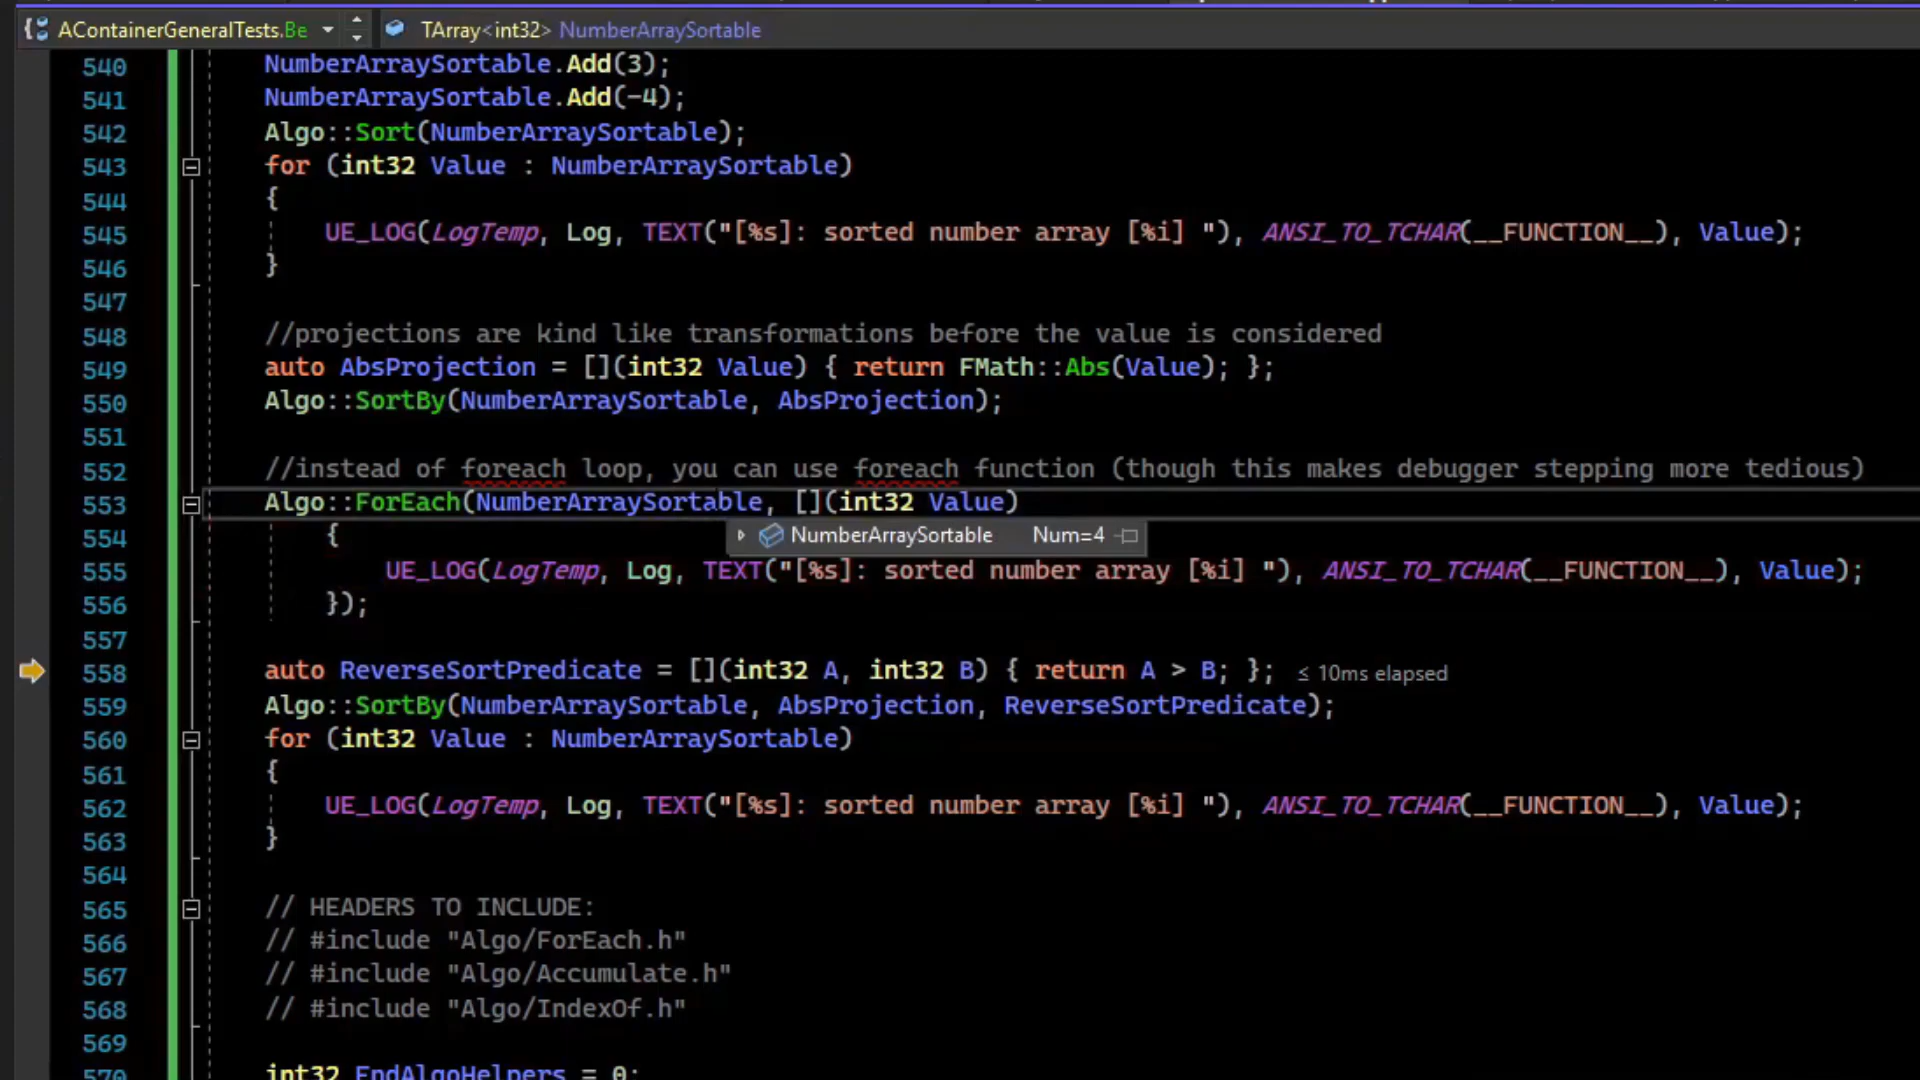 AContainerGeneralTests.Be TArray<int32> NumberArraySortable
540 NumberArraySortable.Add(3);
541 NumberArraySortable.Add(-4);
542 Algo::Sort(NumberArraySortable);
543 for (int32 Value : NumberArraySortable)
544 {
545 UE_LOG(LogTemp, Log, TEXT("[%s]: sorted number array [%i] "), ANSI_TO_TCHAR(__FUNCTION__), Value);
546 }
547
548 //projections are kind like transformations before the value is considered
549 auto AbsProjection = [](int32 Value) { return FMath::Abs(Value); };
550 Algo::SortBy(NumberArraySortable, AbsProjection);
551
552 //instead of foreach loop, you can use foreach function (though this makes debugger stepping more tedious)
553 Algo::ForEach(NumberArraySortable, [](int32 Value)
554 { NumberArraySortable Num=4
555 UE_LOG(LogTemp, Log, TEXT("[%s]: sorted number array [%i] "), ANSI_TO_TCHAR(__FUNCTION__), Value);
556 });
557
558 auto ReverseSortPredicate = [](int32 A, int32 B) { return A > B; }; ≤ 10ms elapsed
559 Algo::SortBy(NumberArraySortable, AbsProjection, ReverseSortPredicate);
560 for (int32 Value : NumberArraySortable)
561 {
562 UE_LOG(LogTemp, Log, TEXT("[%s]: sorted number array [%i] "), ANSI_TO_TCHAR(__FUNCTION__), Value);
563 }
564
565 // HEADERS TO INCLUDE:
566 // #include "Algo/ForEach.h"
567 // #include "Algo/Accumulate.h"
568 // #include "Algo/IndexOf.h"
569
570 int32 EndAlgoHelpers = 0;